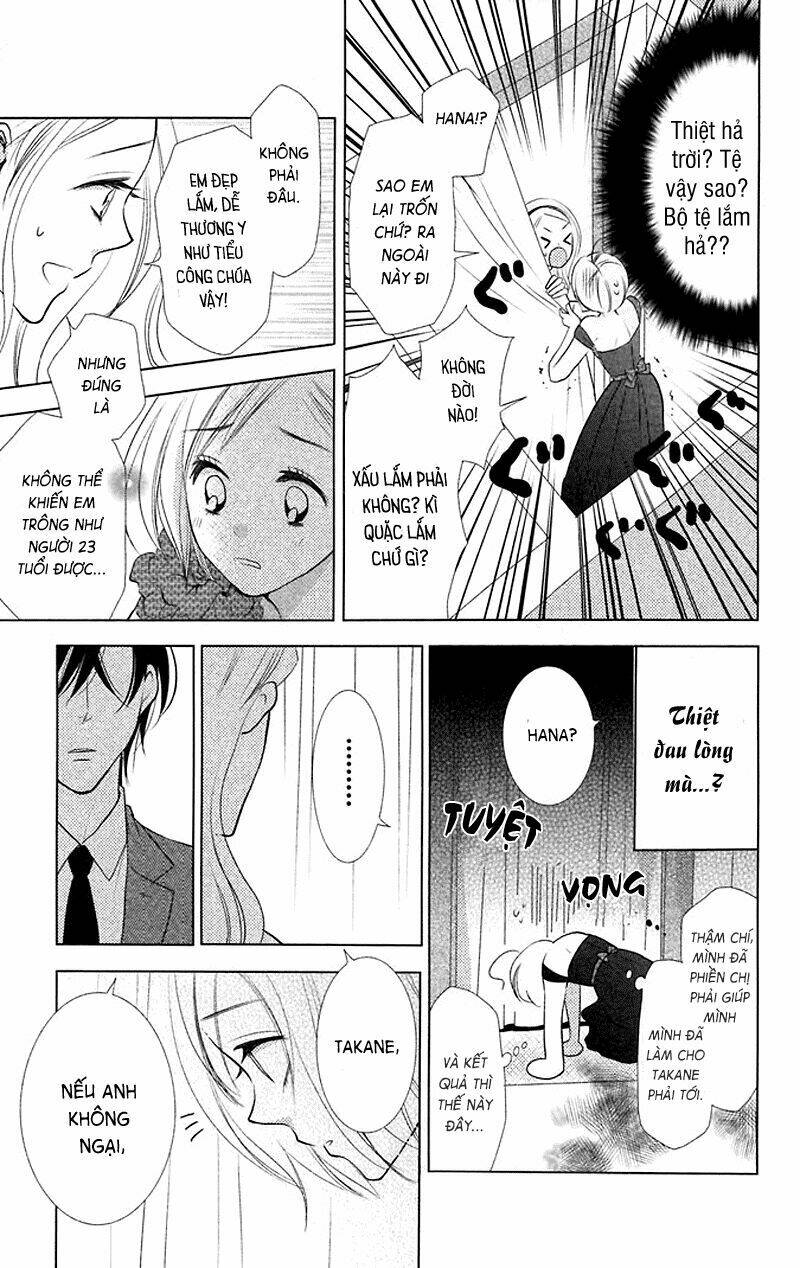 Thiệt hả
trời? Tệ
vậy sao?
Bộ tệ lắm
hả??
HANA!?
SAO EM
LẠI TRỐN
CHỨ? RA
NGOÀI
NÀY ĐI
KHÔNG
ĐỜI
NÀO!
XẤU LẮM PHẢI
KHÔNG? KÌ
QUẶC LẮM
CHỨ GÌ?
ぐ
ぐ
ぐ
ぐ
KHÔNG
PHẢI
ĐÂU.
EM ĐẸP
LẮM, DỄ
THƯƠNG Y
NHƯ TIỂU
CÔNG CHÚA
VẬY!
NHƯNG
ĐÚNG
LÀ
KHÔNG THỂ
KHIẾN EM
TRÔNG NHƯ
NGƯỜI 23
TUỔI ĐƯỢC...
Thiệt
đau lòng
mà...?
HANA?
TUYỆT
VỌNG
THẬM CHÍ,
MÌNH ĐÃ
PHIỀN CHỊ
PHẢI GIÚP
MÌNH
MÌNH ĐÃ
LÀM CHO
TAKANE
PHẢI TỚI.
VÀ KẾT
QUẢ THÌ
THẾ NÀY
ĐÂY...
.......
TAKANE,
NẾU ANH
KHÔNG
NGẠI,